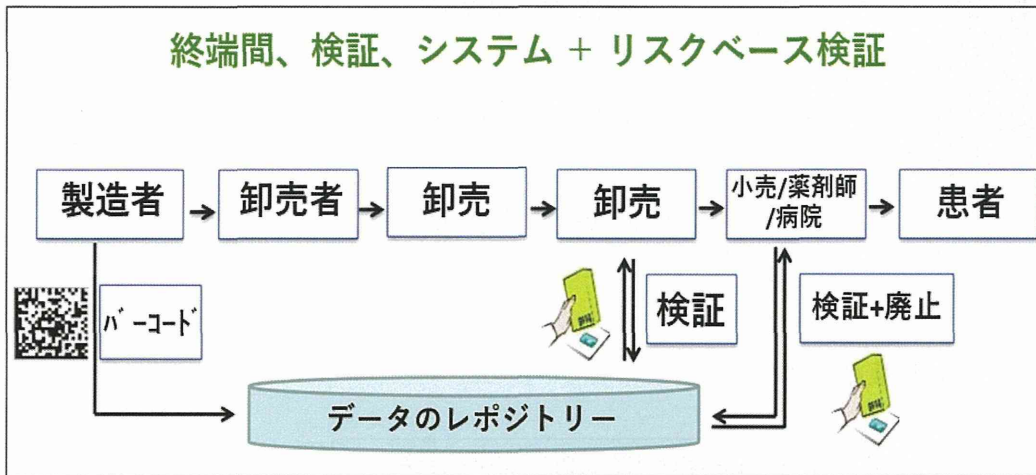 終端間、検証、システム + リスクベース検証
製造者
卸売者
卸売
卸売
小売/薬剤師
/病院
患者
バーコード
検証
検証+廃止
データのレポジトリー